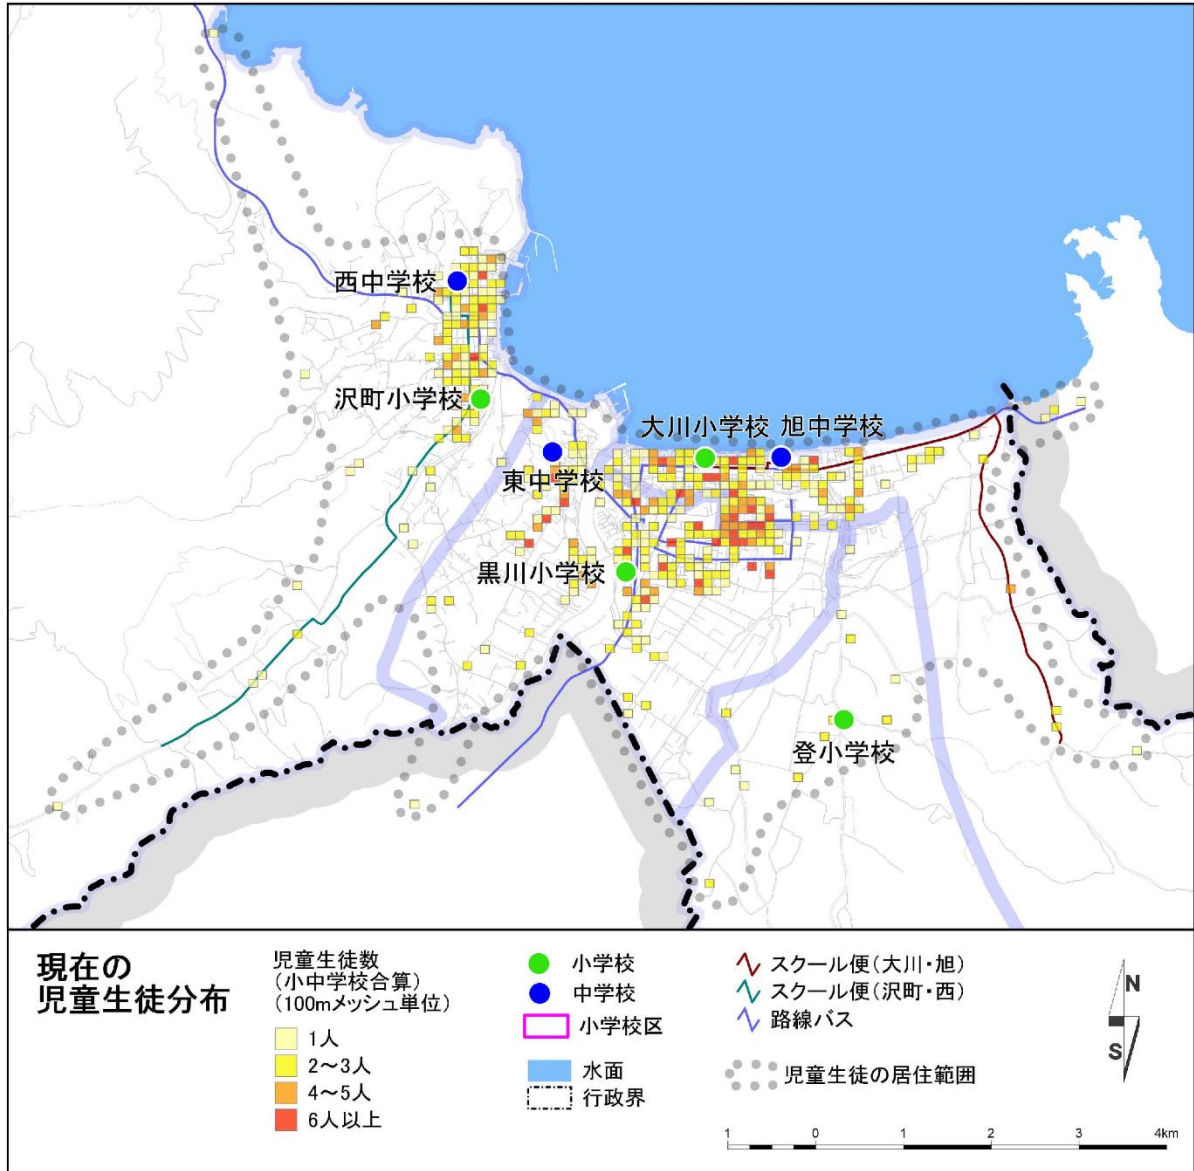 西中学校
沢町小学校
大川小学校 旭中学校
東中学校
黒川小学校
登小学校
現在の
児童生徒分布
児童生徒数
(小中学校合算)
(100mメッシュ単位)
1人
2～3人
4～5人
6人以上
小学校
中学校
小学校区
水面
行政界
スクール便(大川・旭)
スクール便(沢町・西)
路線バス
児童生徒の居住範囲
N
S
1 0 1 2 3 4km